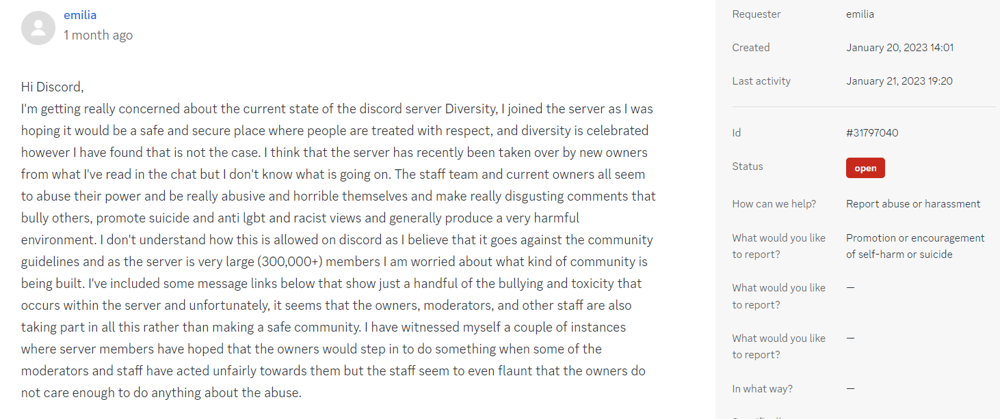 emilia
1 month ago
Hi Discord,
I'm getting really concerned about the current state of the discord server Diversity, I joined the server as I was
hoping it would be a safe and secure place where people are treated with respect, and diversity is celebrated
however I have found that is not the case. I think that the server has recently been taken over by new owners
from what I've read in the chat but I don't know what is going on. The staff team and current owners all seem
to abuse their power and be really abusive and horrible themselves and make really disgusting comments that
bully others, promote suicide and anti lgbt and racist views and generally produce a very harmful
environment. I don't understand how this is allowed on discord as I believe that it goes against the community
guidelines and as the server is very large (300,000+) members I am worried about what kind of community is
being built. I've included some message links below that show just a handful of the bullying and toxicity that
occurs within the server and unfortunately, it seems that the owners, moderators, and other staff are also
taking part in all this rather than making a safe community. I have witnessed myself a couple of instances
where server members have hoped that the owners would step in to do something when some of the
moderators and staff have acted unfairly towards them but the staff seem to even flaunt that the owners do
not care enough to do anything about the abuse.
Requester emilia
Created January 20, 2023 14:01
Last activity January 21, 2023 19:20
Id #31797040
Status open
How can we help? Report abuse or harassment
What would you like Promotion or encouragement
to report? of self-harm or suicide
What would you like —
to report?
What would you like —
to report?
In what way? —